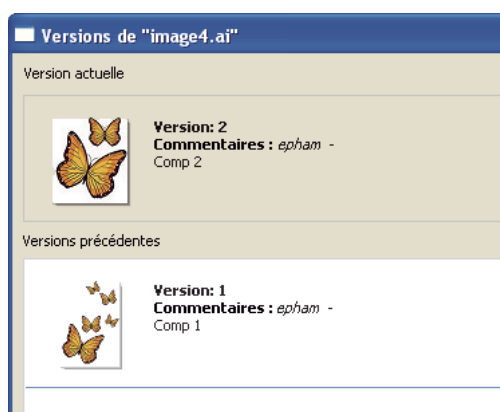 Versions de "image4.ai"
Version actuelle
Version: 2
Commentaires : epham -
Comp 2
Versions précédentes
Version: 1
Commentaires : epham -
Comp 1